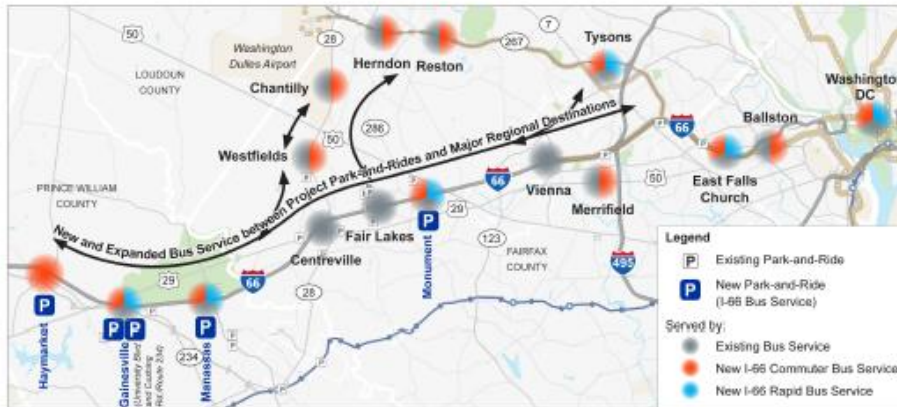 50
Washington
Dulles Airport
28
202
7
267
Herndon
Reston
Tysons
LOUDOUN
COUNTY
Chantilly
Washington
DC
50
286
Ballston
66
Westfields
New and Expanded Bus Service between Project Park-and-Rides and Major Regional Destinations
PRINCE WILLIAM
COUNTY
66
Vienna
50
East Falls
Church
Merrifield
Fair Lakes
29
P
Monument
Centreville
123
FAIRFAX
COUNTY
495
29
66
28
P
Haymarket
P P
Gainesville
(University Blvd
and Cushing
Rd./Route 234)
P
Manassas
234
Legend
P Existing Park-and-Ride
P New Park-and-Ride
(I-66 Bus Service)
Served by:
Existing Bus Service
New I-66 Commuter Bus Service
New I-66 Rapid Bus Service